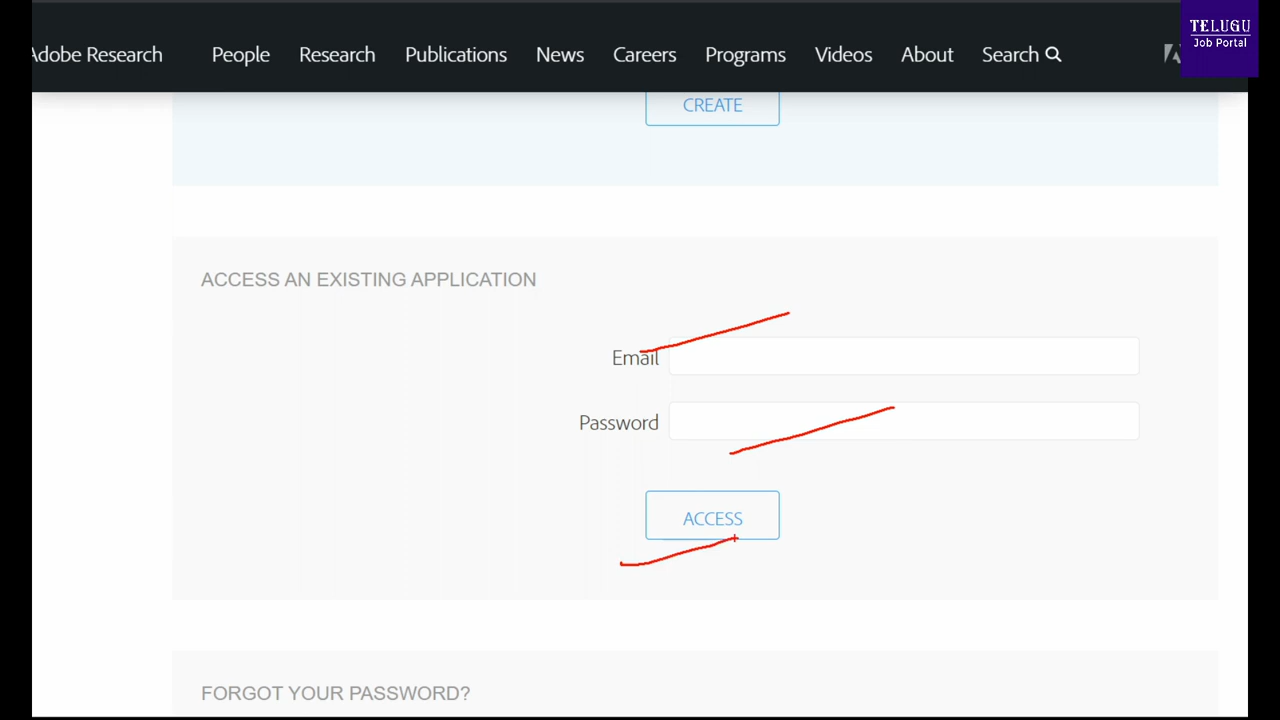 Adobe Research People Research Publications News Careers Programs Videos About Search
TELUGU
Job Portal
CREATE
ACCESS AN EXISTING APPLICATION
Email
Password
ACCESS
FORGOT YOUR PASSWORD?